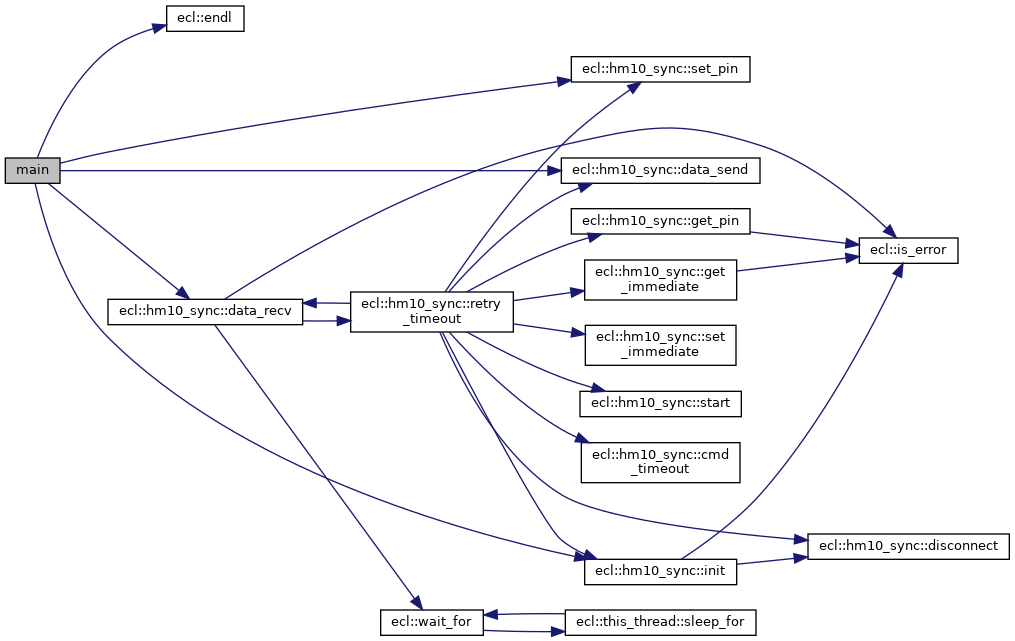 ecl::endl
ecl::hm10_sync::set_pin
main
ecl::hm10_sync::data_send
ecl::hm10_sync::get_pin
ecl::is_error
ecl::hm10_sync::get
_immediate
ecl::hm10_sync::data_recv
ecl::hm10_sync::retry
_timeout
ecl::hm10_sync::set
_immediate
ecl::hm10_sync::start
ecl::hm10_sync::cmd
_timeout
ecl::hm10_sync::disconnect
ecl::hm10_sync::init
ecl::wait_for
ecl::this_thread::sleep_for